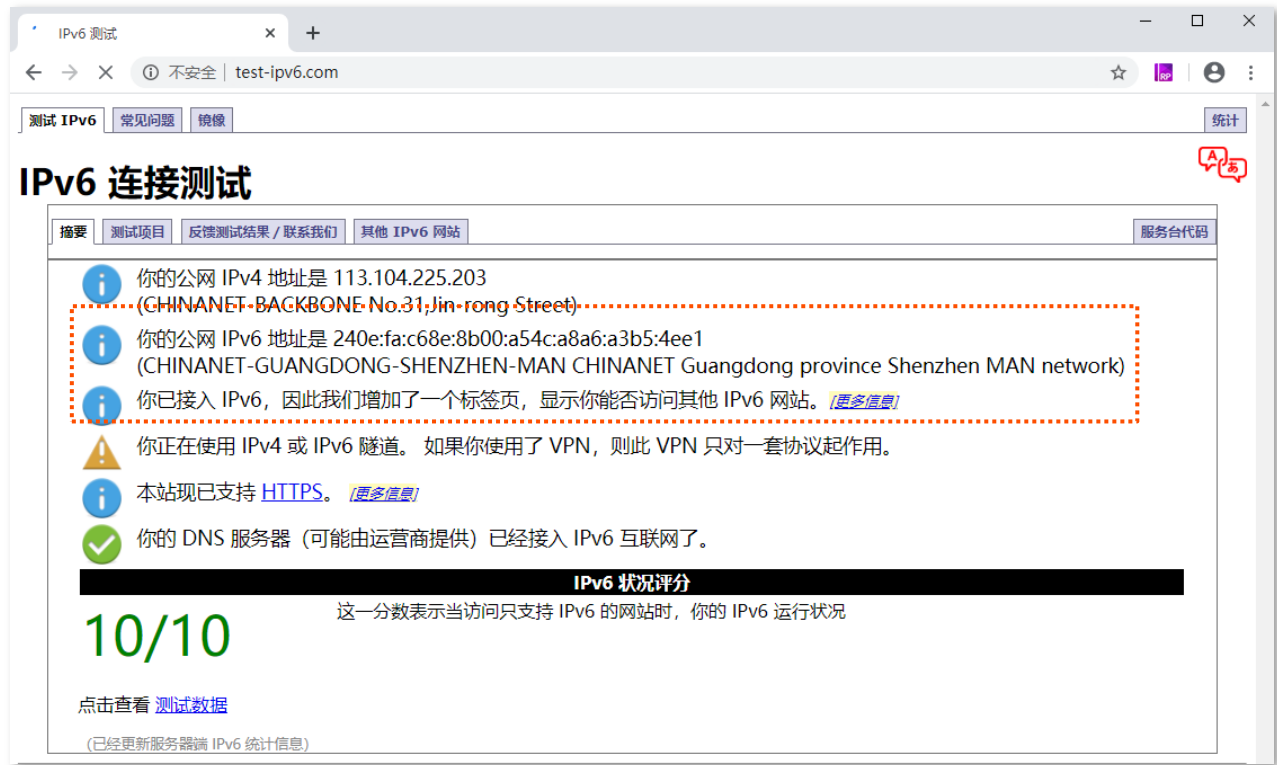 IPv6 测试
不安全 | test-ipv6.com
RP
测试 IPv6 常见问题 镜像 统计
A あ
IPv6 连接测试
摘要 测试项目 反馈测试结果 / 联系我们 其他 IPv6 网站 服务台代码
你的公网 IPv4 地址是 113.104.225.203
(CHINANET-BACKBONE No.31,Jin-rong Street)
你的公网 IPv6 地址是 240e:fa:c68e:8b00:a54c:a8a6:a3b5:4ee1
(CHINANET-GUANGDONG-SHENZHEN-MAN CHINANET Guangdong province Shenzhen MAN network)
你已接入 IPv6，因此我们增加了一个标签页，显示你能否访问其他 IPv6 网站。 [更多信息]
你正在使用 IPv4 或 IPv6 隧道。 如果你使用了 VPN，则此 VPN 只对一套协议起作用。
本站现已支持 HTTPS。 [更多信息]
你的 DNS 服务器（可能由运营商提供）已经接入 IPv6 互联网了。
IPv6 状况评分
10/10
这一分数表示当访问只支持 IPv6 的网站时，你的 IPv6 运行状况
点击查看 测试数据
(已经更新服务器端 IPv6 统计信息)